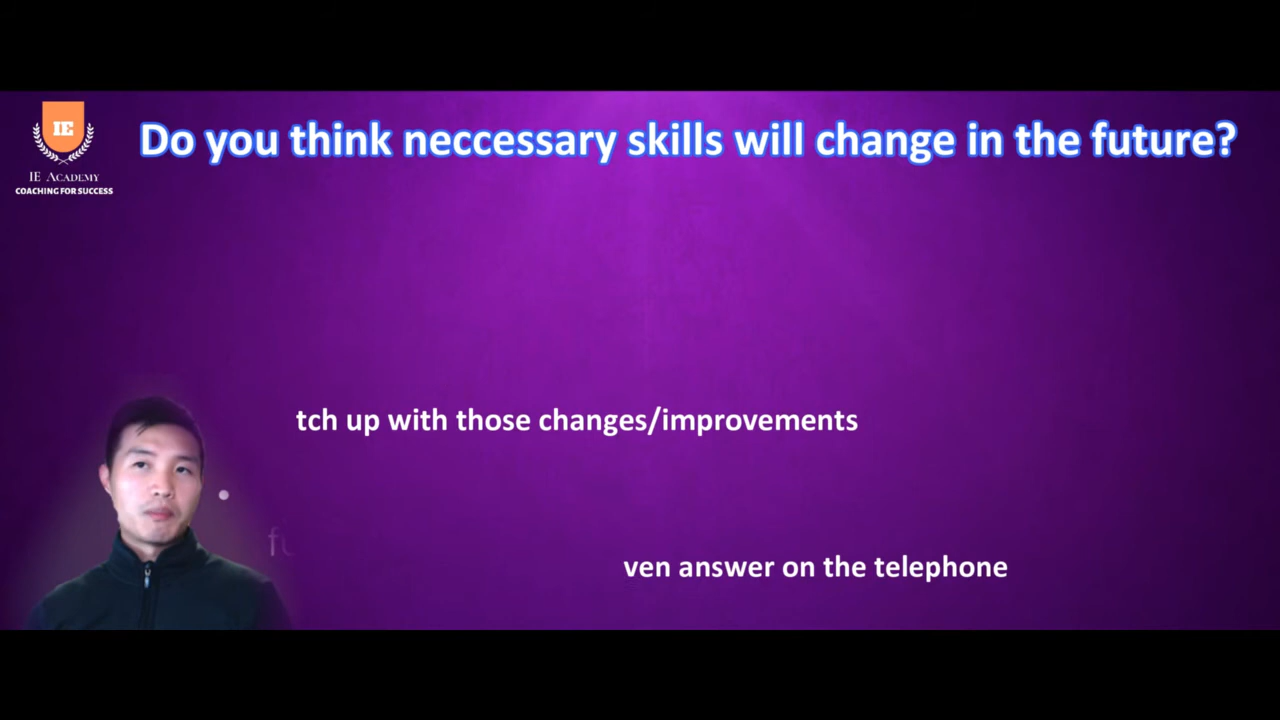 IE
IE ACADEMY
COACHING FOR SUCCESS
Do you think neccessary skills will change in the future?
tch up with those changes/improvements
fu
ven answer on the telephone